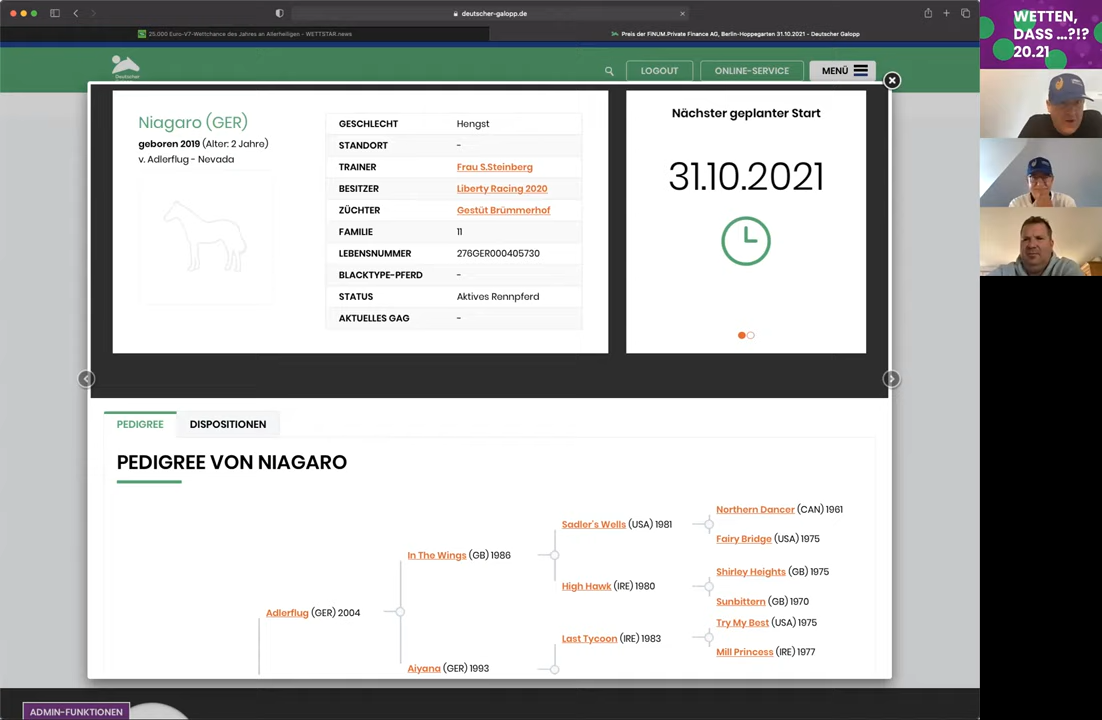 deutscher-galopp.de
25.000 Euro-V7-Wettchance des Jahres an Allerheiligen - WETTSTAR.news
Preis der FINUM.Private Finance AG, Berlin-Hoppegarten 31.10.2021 - Deutscher Galopp
WETTEN,
DASS ...?!?
20.21
Deutscher
LOGOUT
ONLINE-SERVICE
MENÜ
Niagaro (GER)
geboren 2019 (Alter: 2 Jahre)
v. Adlerflug - Nevada
GESCHLECHT Hengst
STANDORT -
TRAINER Frau S.Steinberg
BESITZER Liberty Racing 2020
ZÜCHTER Gestüt Brümmerhof
FAMILIE 11
LEBENSNUMMER 276GER000405730
BLACKTYPE-PFERD -
STATUS Aktives Rennpferd
AKTUELLES GAG -
Nächster geplanter Start
31.10.2021
PEDIGREE
DISPOSITIONEN
PEDIGREE VON NIAGARO
Northern Dancer (CAN) 1961
Sadler's Wells (USA) 1981
Fairy Bridge (USA) 1975
In The Wings (GB) 1986
Shirley Heights (GB) 1975
High Hawk (IRE) 1980
Sunbittern (GB) 1970
Adlerflug (GER) 2004
Try My Best (USA) 1975
Last Tycoon (IRE) 1983
Mill Princess (IRE) 1977
Aiyana (GER) 1993
ADMIN-FUNKTIONEN